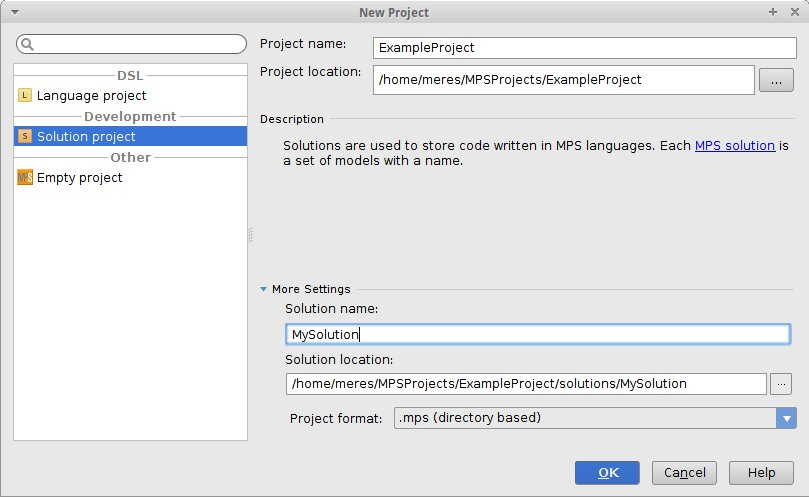 New Project
DSL
Language project
Development
Solution project
Other
Empty project
Project name:
ExampleProject
Project location:
/home/meres/MPSProjects/ExampleProject
...
Description
Solutions are used to store code written in MPS languages. Each MPS solution is
a set of models with a name.
More Settings
Solution name:
MySolution
Solution location:
/home/meres/MPSProjects/ExampleProject/solutions/MySolution
...
Project format:
.mps (directory based)
OK
Cancel
Help